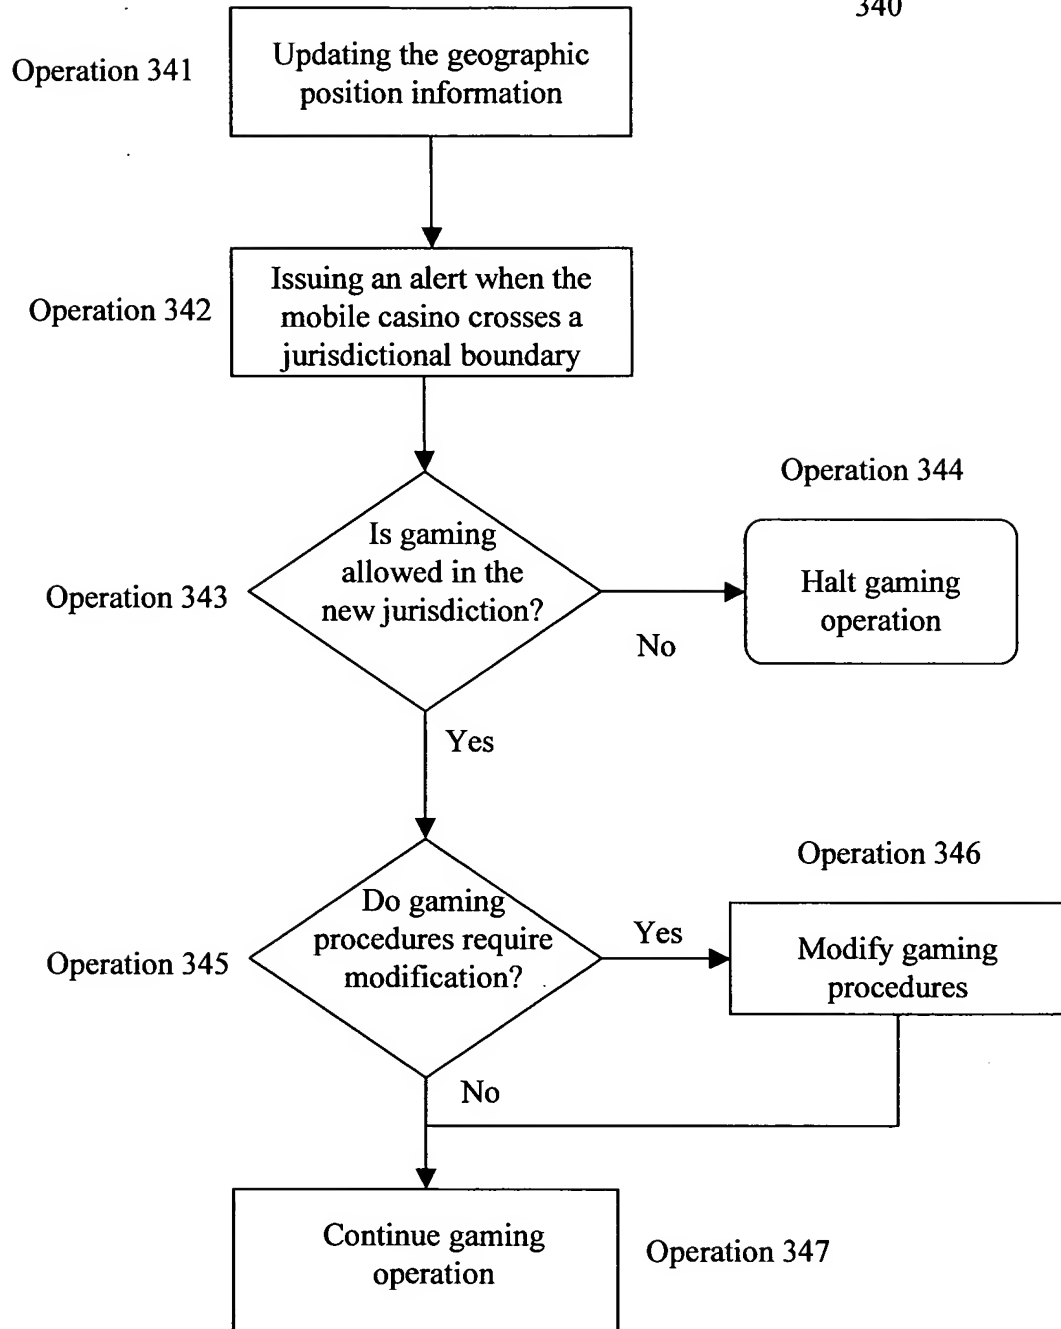 340
Operation 341
Updating the geographic
position information
Operation 342
Issuing an alert when the
mobile casino crosses a
jurisdictional boundary
Operation 343
Is gaming
allowed in the
new jurisdiction?
No
Operation 344
Halt gaming
operation
Yes
Operation 345
Do gaming
procedures require
modification?
Yes
Operation 346
Modify gaming
procedures
No
Continue gaming
operation
Operation 347